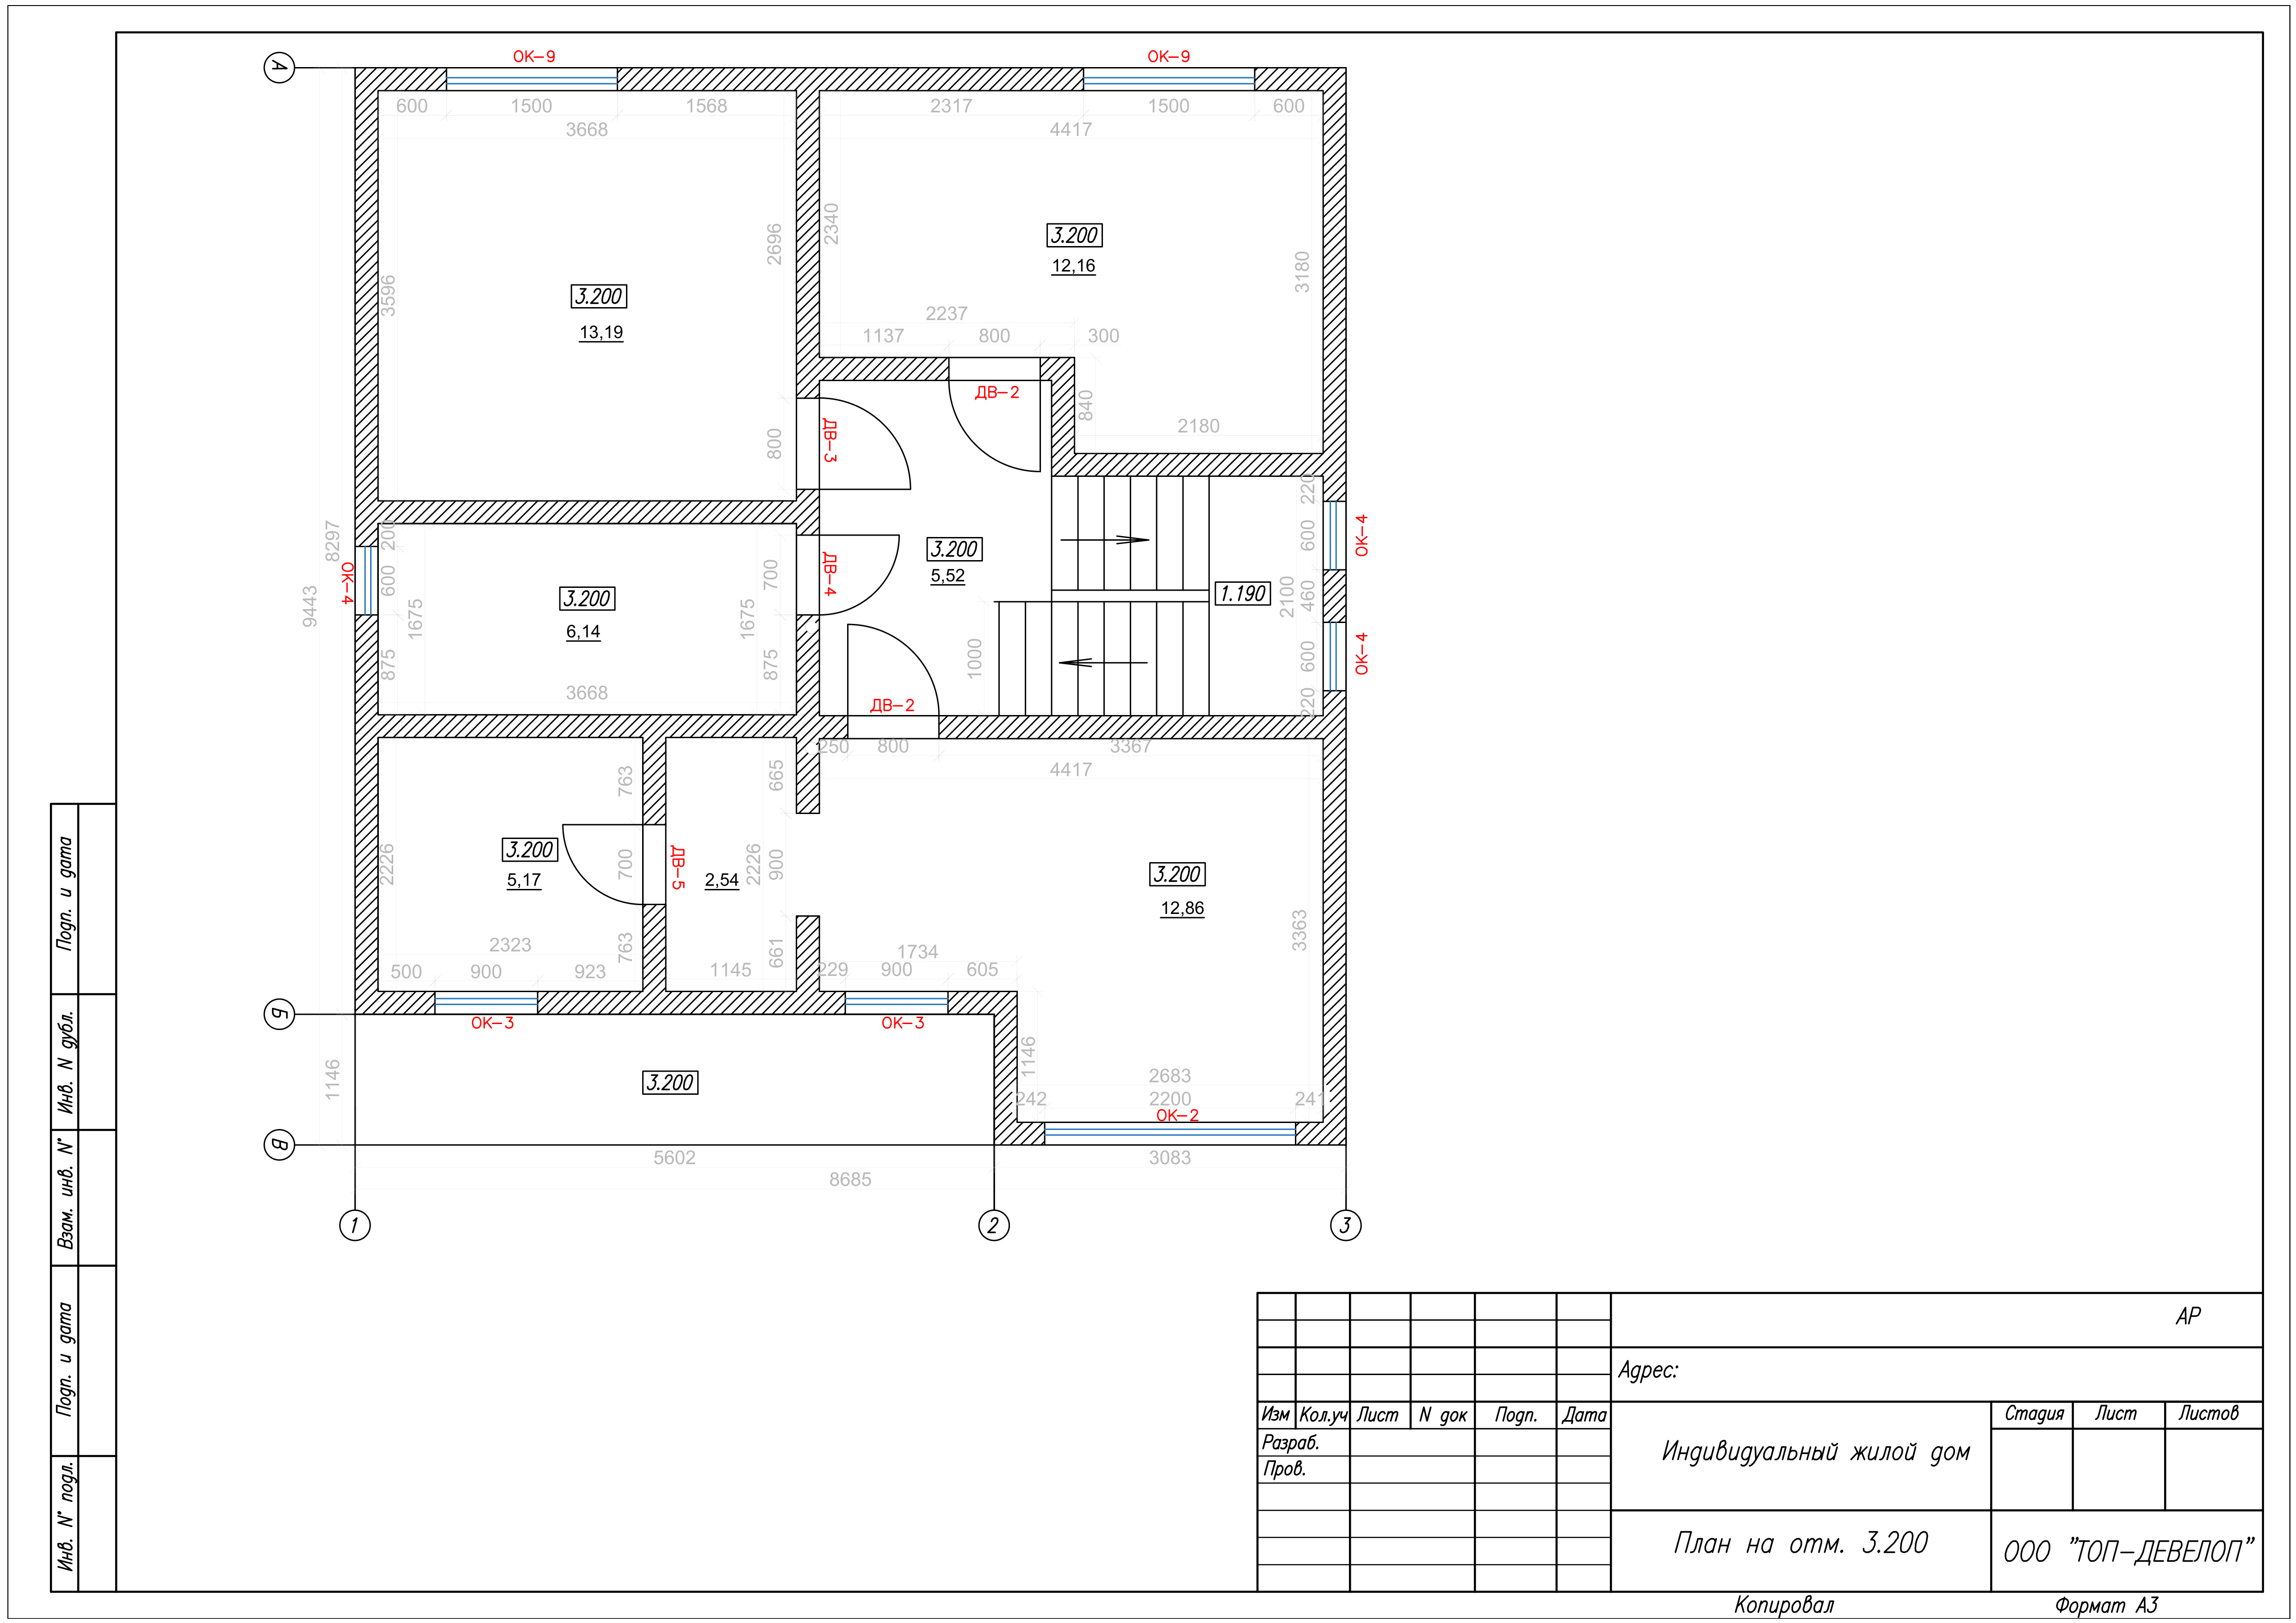 ОК-9 ОК-9
А
600 1500 1568 2317 1500 600
3668 4417
2340
2696
3180
3596
3.200
12,16
3.200
13,19
2237
1137 800 300
ДВ-2
840
2180
800
ДВ-3
220
600
ОК-4
460
2100
600
ОК-4
220
8297
9443
200
ОК-4
600
1675
875
3.200
6,14
3668
700
1675
875
ДВ-4
3.200
5,52
1.190
1000
ДВ-2
250 800 3367
4417
763
665
2226
3.200
5,17
700
ДВ-5
2,54
2226
900
763
661
2323
500 900 923
1145
1734
229 900 605
3.200
12,86
3363
Б
ОК-3 ОК-3
1146
3.200
1146
2683
242 2200 241
ОК-2
В
5602 3083
8685
1 2 3
Подп. и дата
Инв. N дубл.
Взам. инв. N°
Подп. и дата
Инв. N° подл.
АР
Адрес:
Изм Кол.уч Лист N док Подп. Дата
Разраб.
Пров.
Индивидуальный жилой дом
Стадия Лист Листов
План на отм. 3.200
ООО "ТОП-ДЕВЕЛОП"
Копировал Формат А3